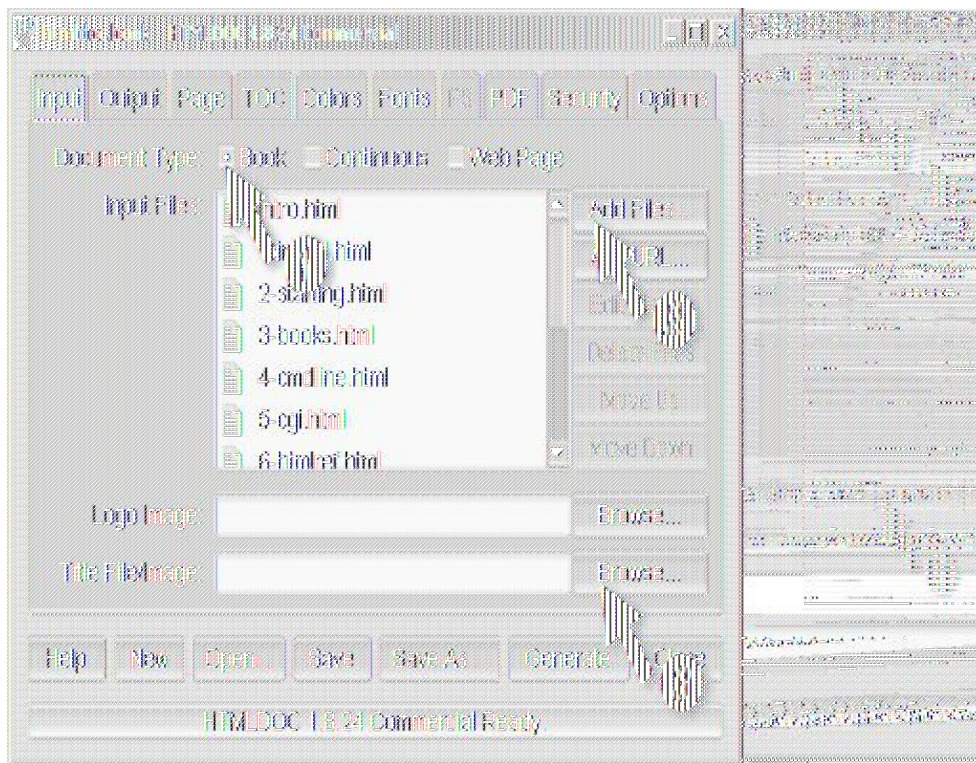 HTMLDOC 1.8.24 Commercial
Input Output Page TOC Colors Fonts PS PDF Security Options
Document Type: Book Continuous Web Page
Input Files: intro.html Add Files...
.html URL...
2-starting.html
3-books.html Delete Files
4-cmdline.html Move Up
5-cgi.html Move Down
6-htmlref.html
Logo Image: Browse...
Title File/Image: Browse...
Help New Open... Save Save As... Generate Close
HTMLDOC 1.8.24 Commercial Ready.